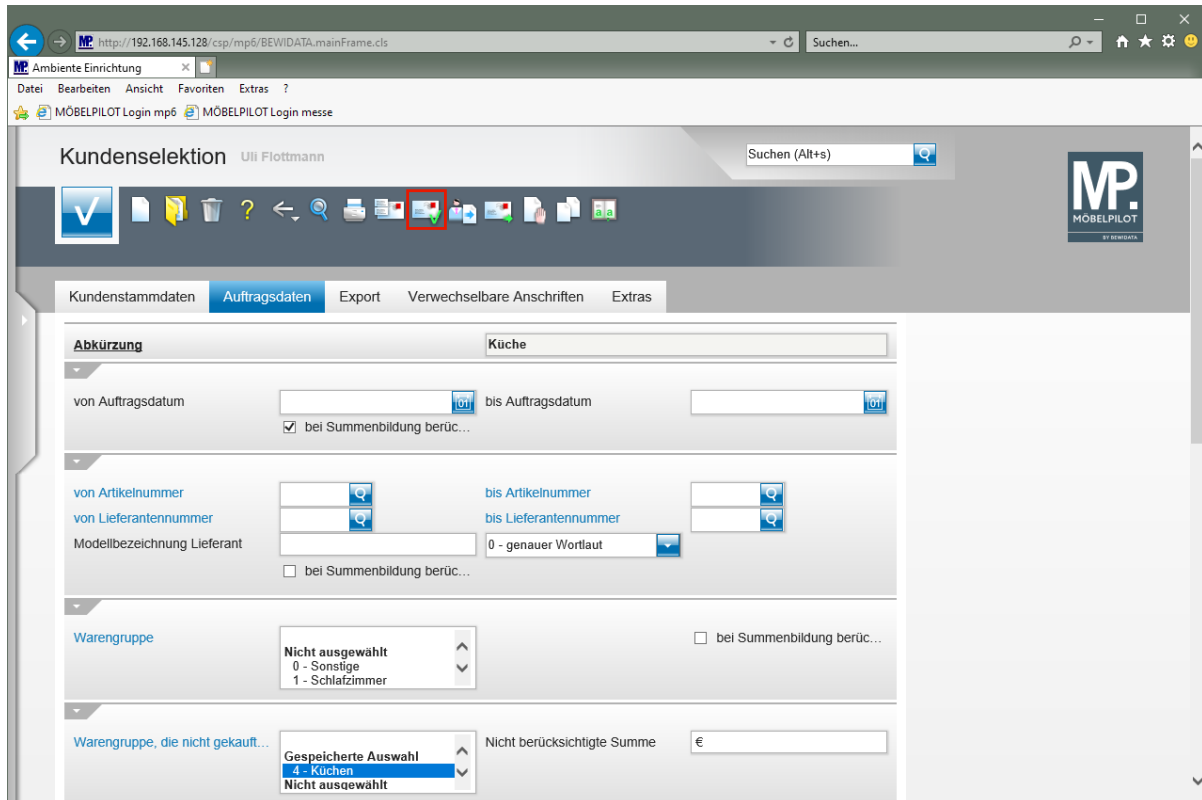 http://192.168.145.128/csp/mp6/BEWIDATA.mainFrame.cls
Suchen...
MP. Ambiente Einrichtung
Datei Bearbeiten Ansicht Favoriten Extras ?
MÖBELPILOT Login mp6 MÖBELPILOT Login messe
Kundenselektion Uli Flottmann
Suchen (Alt+s)
MP.
MÖBELPILOT
BY BEWIDATA
Kundenstammdaten Auftragsdaten Export Verwechselbare Anschriften Extras
Abkürzung Küche
von Auftragsdatum 01 bis Auftragsdatum 01
bei Summenbildung berüc...
von Artikelnummer bis Artikelnummer
von Lieferantennummer bis Lieferantennummer
Modellbezeichnung Lieferant 0 - genauer Wortlaut
bei Summenbildung berüc...
Warengruppe bei Summenbildung berüc...
Nicht ausgewählt
0 - Sonstige
1 - Schlafzimmer
Warengruppe, die nicht gekauft... Nicht berücksichtigte Summe €
Gespeicherte Auswahl
4 - Küchen
Nicht ausgewählt